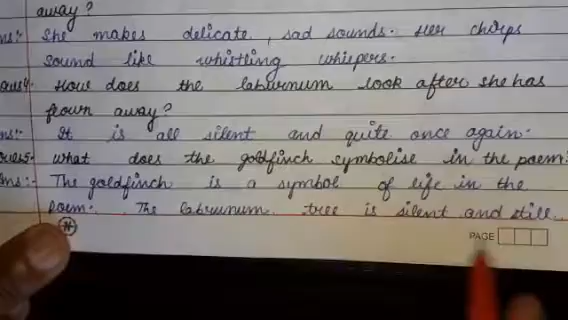 away?
ns:- She makes delicate, sad sounds. Her chirps
sound like whistling whispers.
Ques4. How does the laburnum look after she has
flown away?
ns:- It is all silent and quite once again.
Ques5- What does the goldfinch symbolise in the poem?
Ans:- The goldfinch is a symbol of life in the
poem. The laburnum tree is silent and still
PAGE